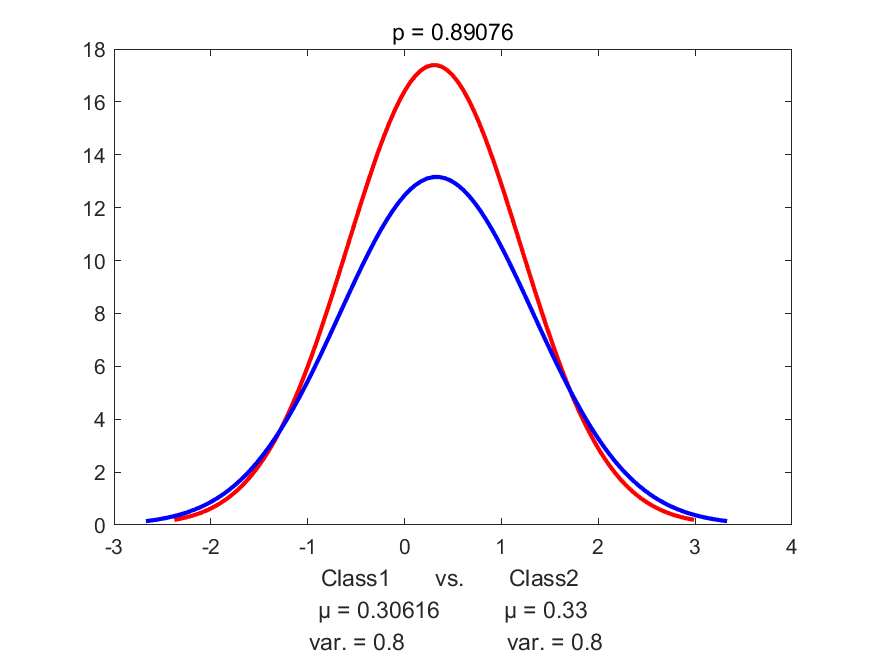 p = 0.89076
18
16
14
12
10
8
6
4
2
0
-3 -2 -1 0 1 2 3 4
Class1 vs. Class2
μ = 0.30616 μ = 0.33
var. = 0.8 var. = 0.8